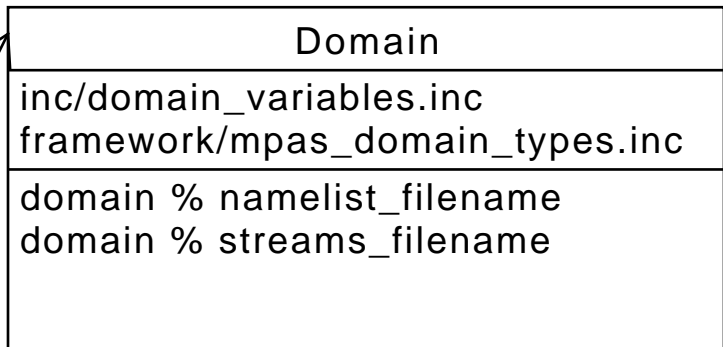 Domain
inc/domain_variables.inc
framework/mpas_domain_types.inc
domain % namelist_filename
domain % streams_filename